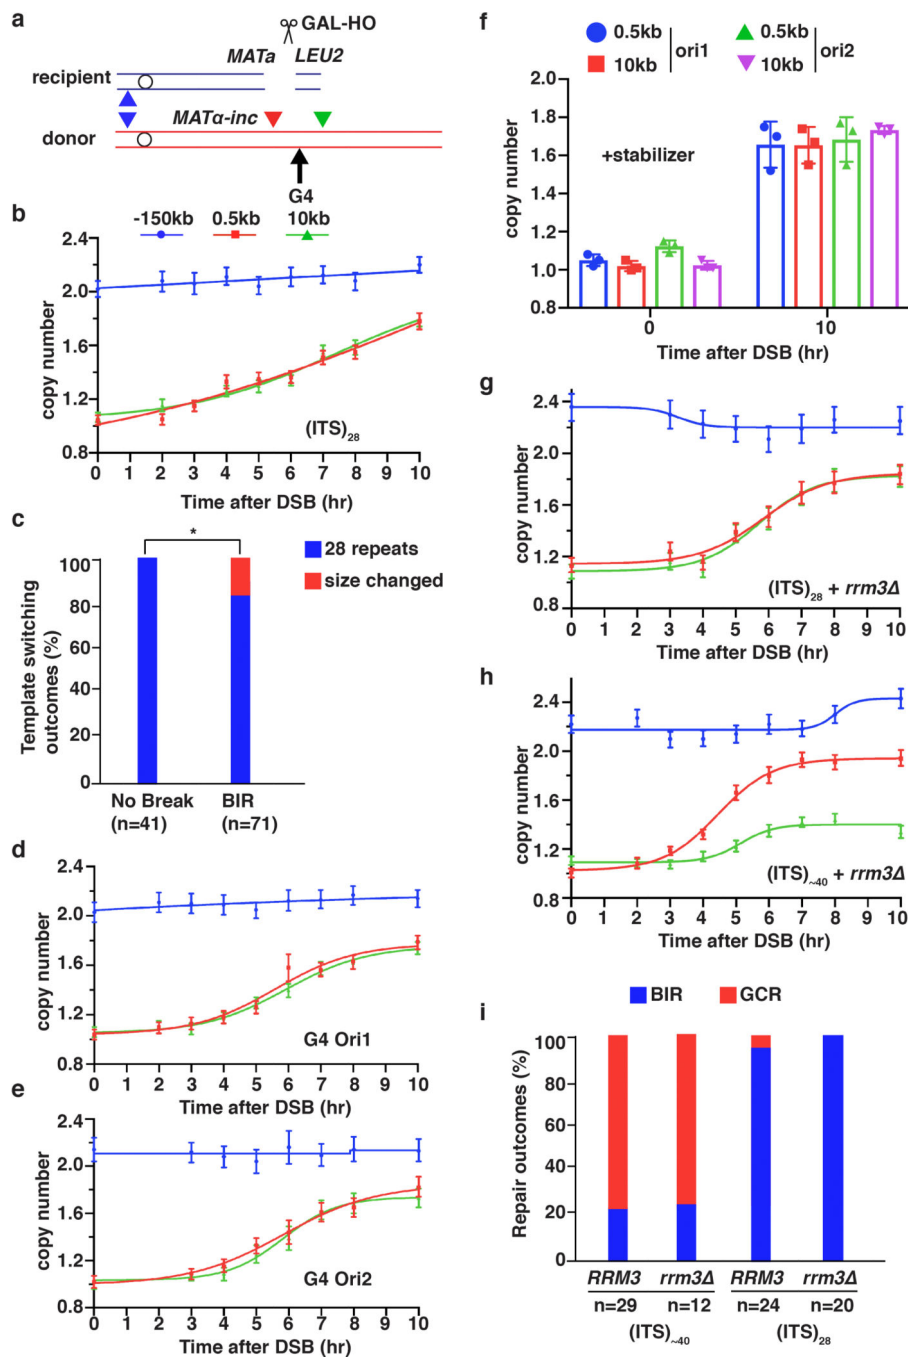 a
GAL-HO
MATa
LEU2
recipient
MATα-inc
donor
G4
b
-150kb
0.5kb
10kb
2.4
2.0
1.6
1.2
0.8
copy number
(ITS)28
0 1 2 3 4 5 6 7 8 9 10
Time after DSB (hr)
c
*
28 repeats
size changed
100
80
60
40
20
0
Template switching
outcomes (%)
No Break
(n=41)
BIR
(n=71)
d
2.4
2.0
1.6
1.2
0.8
copy number
G4 Ori1
0 1 2 3 4 5 6 7 8 9 10
Time after DSB (hr)
e
2.4
2.0
1.6
1.2
0.8
copy number
G4 Ori2
0 1 2 3 4 5 6 7 8 9 10
Time after DSB (hr)
f
0.5kb
10kb
ori1
0.5kb
10kb
ori2
2.0
1.8
1.6
1.4
1.2
1.0
0.8
copy number
+stabilizer
0
10
Time after DSB (hr)
g
2.4
2.0
1.6
1.2
0.8
copy number
(ITS)28 + rrm3Δ
0 1 2 3 4 5 6 7 8 9 10
Time after DSB (hr)
h
2.4
2.0
1.6
1.2
0.8
copy number
(ITS)~40 + rrm3Δ
0 1 2 3 4 5 6 7 8 9 10
Time after DSB (hr)
i
BIR
GCR
100
80
60
40
20
0
Repair outcomes (%)
RRM3 rrm3Δ RRM3 rrm3Δ
n=29 n=12 n=24 n=20
(ITS)~40 (ITS)28